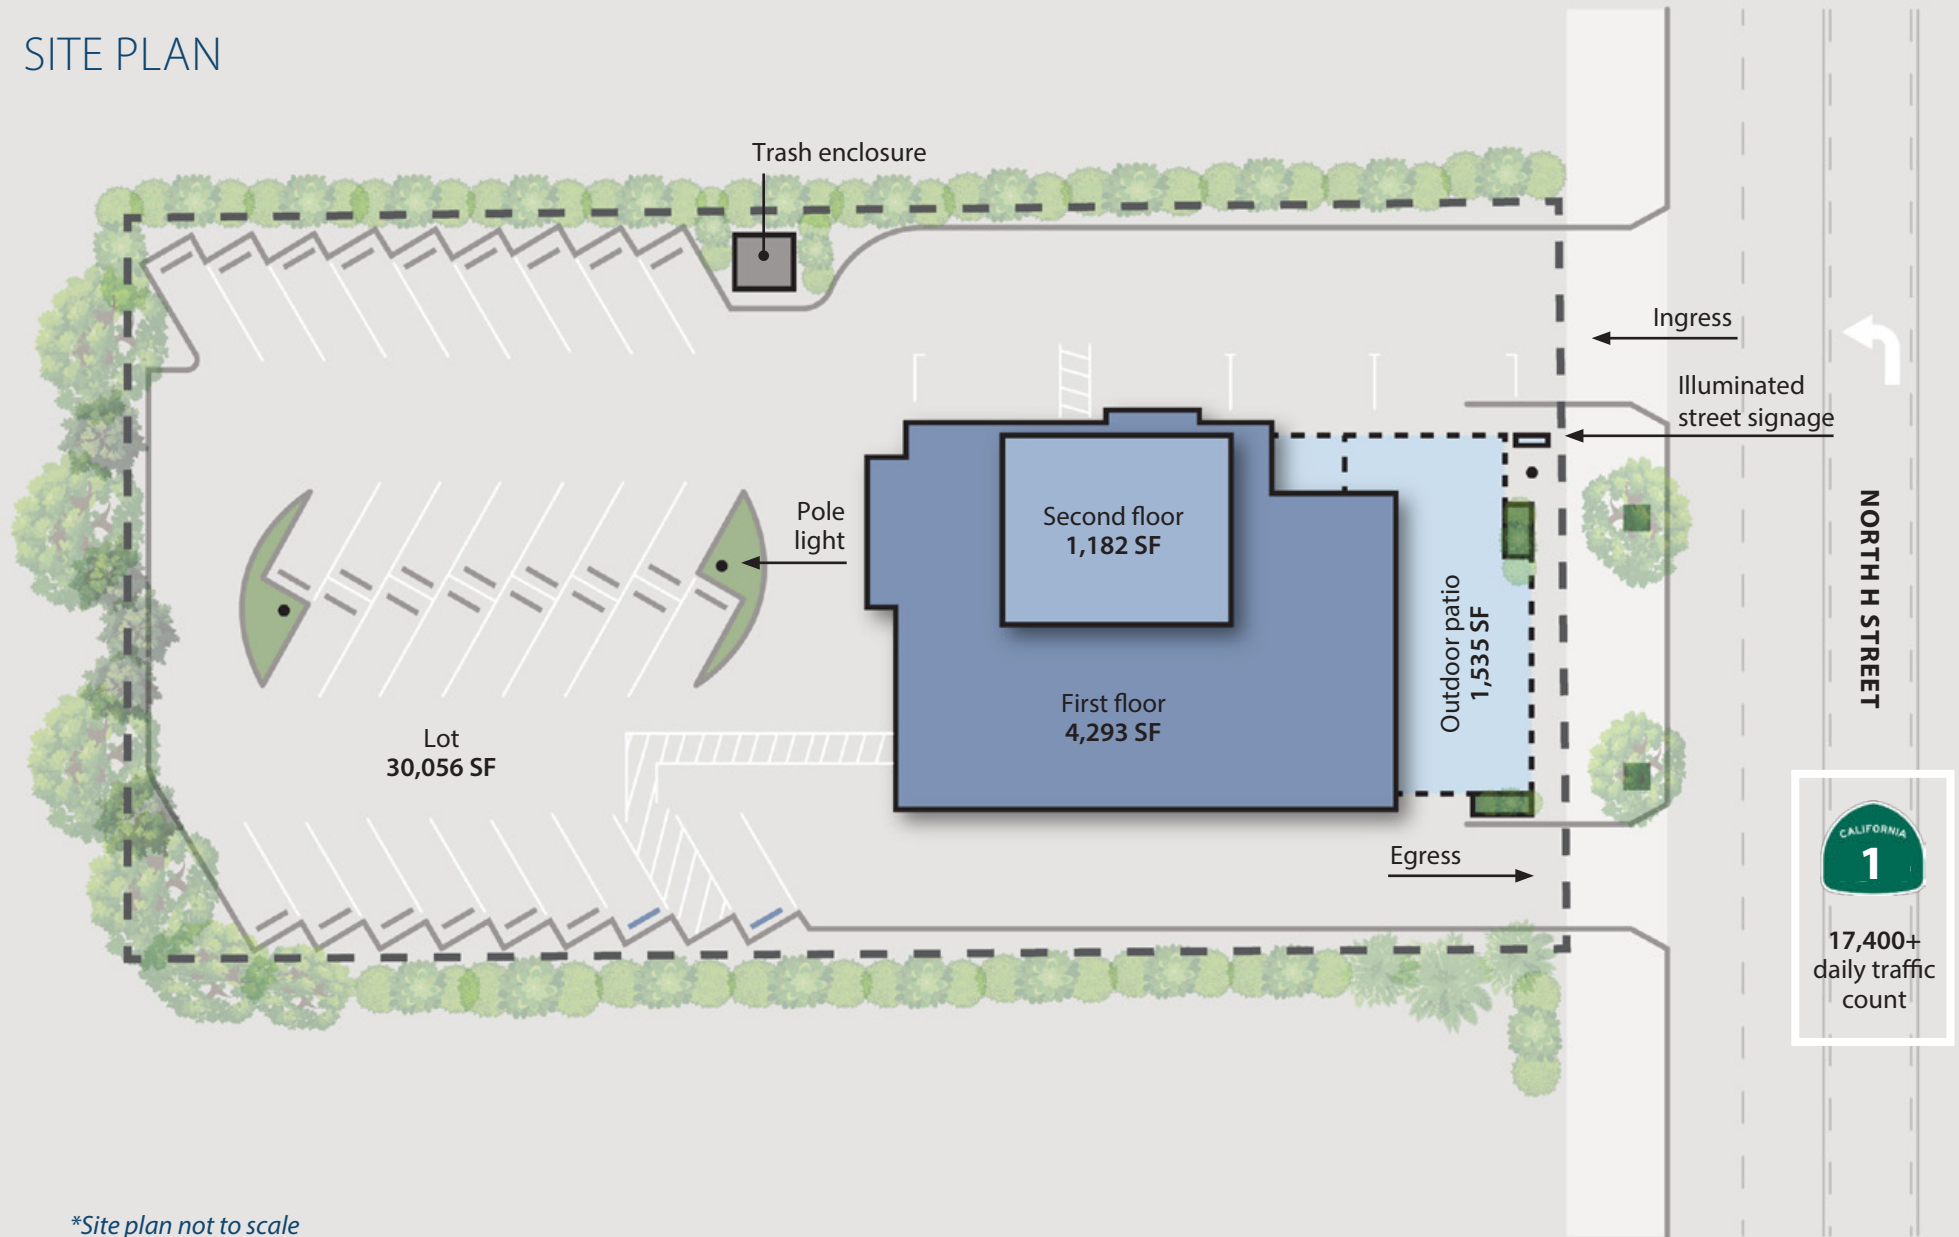 SITE PLAN
Trash enclosure
Ingress
Illuminated
street signage
Pole
light
Second floor
1,182 SF
Outdoor patio
1,535 SF
NORTH H STREET
First floor
4,293 SF
Lot
30,056 SF
Egress
CALIFORNIA
1
17,400+
daily traffic
count
*Site plan not to scale